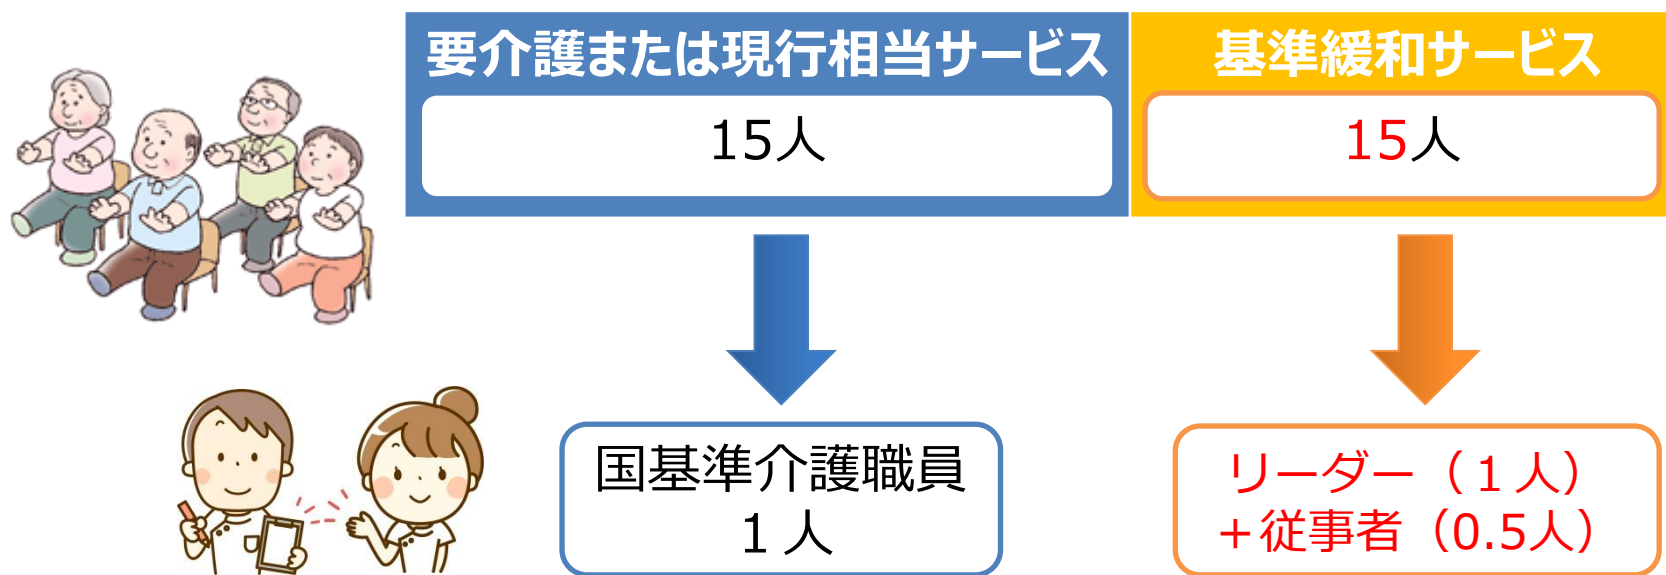 要介護または現行相当サービス
基準緩和サービス
15人
15人
国基準介護職員
１人
リーダー（１人）
＋従事者（0.5人）